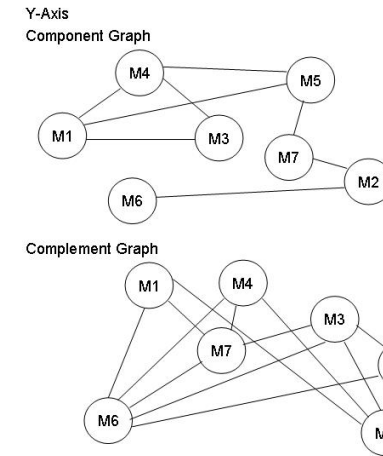 Y-Axis
Component Graph
M4
M5
M1
M3
M7
M2
M6
Complement Graph
M1
M4
M3
M7
M6